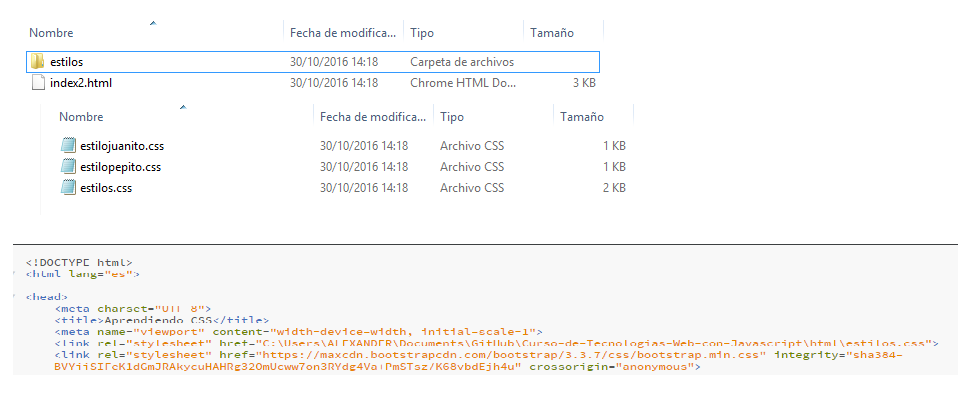 Nombre Fecha de modifica... Tipo Tamaño
estilos 30/10/2016 14:18 Carpeta de archivos
index2.html 30/10/2016 14:18 Chrome HTML Do... 3 KB
Nombre Fecha de modifica... Tipo Tamaño
estilojuanito.css 30/10/2016 14:18 Archivo CSS 1 KB
estilopepito.css 30/10/2016 14:18 Archivo CSS 1 KB
estilos.css 30/10/2016 14:18 Archivo CSS 2 KB
<!DOCTYPE html>
<html lang="es">
<head>
<meta charset="UTF-8">
<title>Aprendiendo CSS</title>
<meta name="viewport" content="width=device-width, initial-scale=1">
<link rel="stylesheet" href="C:\Users\ALEXANDER\Documents\GitHub\Curso-de-Tecnologias-Web-con-Javascript\html\estilos.css">
<link rel="stylesheet" href="https://maxcdn.bootstrapcdn.com/bootstrap/3.3.7/css/bootstrap.min.css" integrity="sha384-
crossorigin="anonymous">